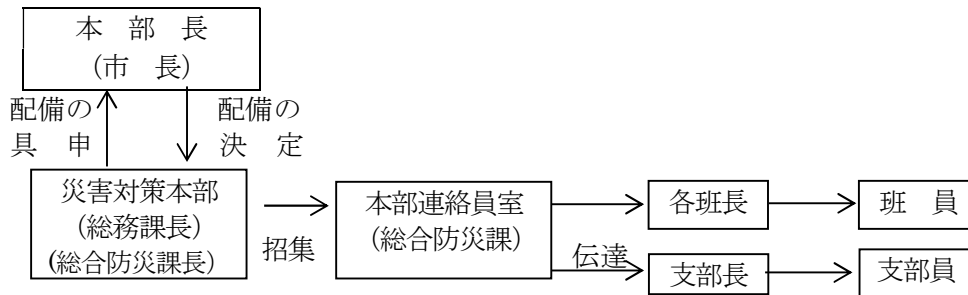 本 部 長
(市 長)
配備の
具 申
配備の
決 定
災害対策本部
(総務課長)
(総合防災課長)
招集
本部連絡員室
(総合防災課)
伝達
各班長
班 員
支部長
支部員